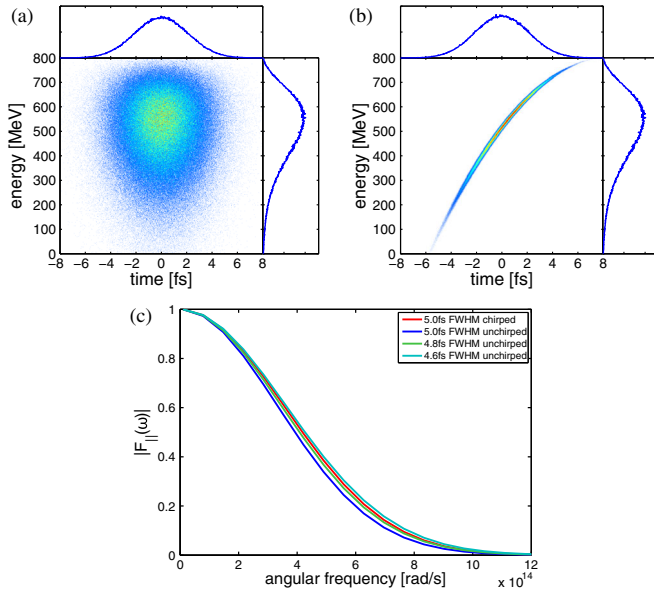 (a)
(b)
800
700
600
500
400
300
200
100
0
energy [MeV]
−8 −6 −4 −2 0 2 4 6 8
time [fs]
800
700
600
500
400
300
200
100
0
energy [MeV]
−8 −6 −4 −2 0 2 4 6 8
time [fs]
(c)
5.0fs FWHM chirped
5.0fs FWHM unchirped
4.8fs FWHM unchirped
4.6fs FWHM unchirped
1
0.8
0.6
0.4
0.2
0
|F||(ω)|
0 2 4 6 8 10 12
angular frequency [rad/s]
x 10^14